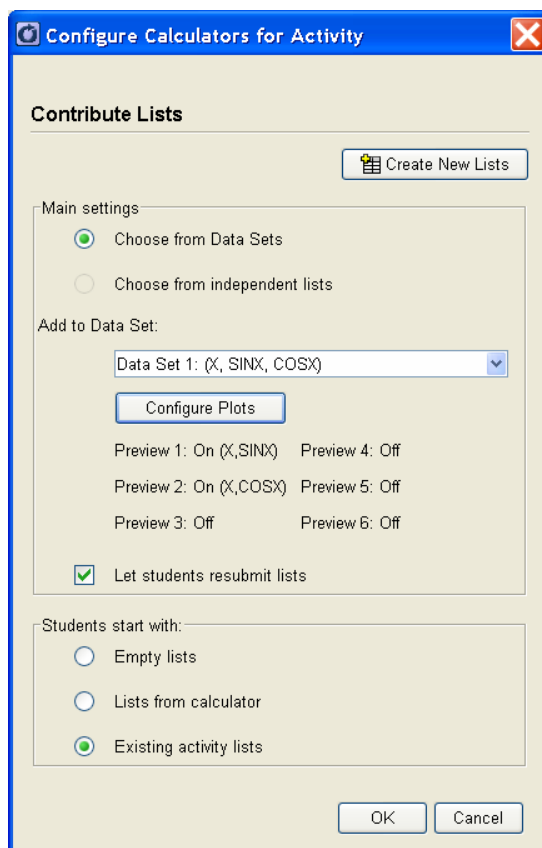 Configure Calculators for Activity
Contribute Lists
Create New Lists
Main settings
Choose from Data Sets
Choose from independent lists
Add to Data Set:
Data Set 1: (X, SINX, COSX)
Configure Plots
Preview 1: On (X,SINX) Preview 4: Off
Preview 2: On (X,COSX) Preview 5: Off
Preview 3: Off Preview 6: Off
Let students resubmit lists
Students start with:
Empty lists
Lists from calculator
Existing activity lists
OK Cancel